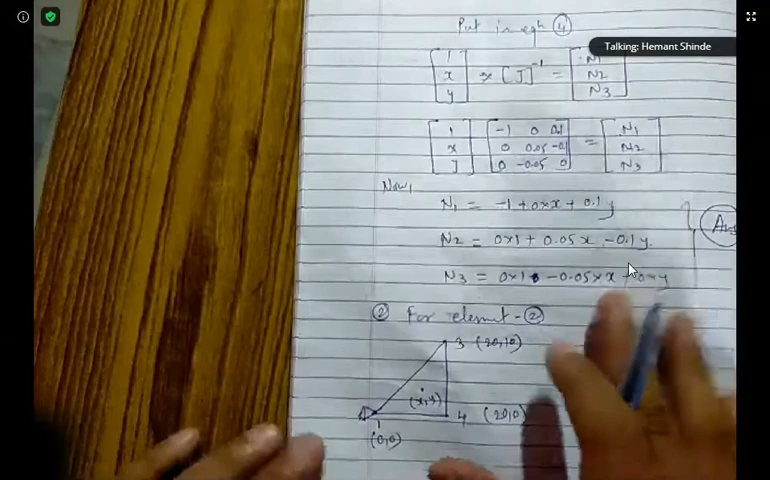 Put in eqn ④
Talking: Hemant Shinde
[1 x y] × [J]⁻¹ = [N1 N2 N3]
[1 x y] [-1 0 0.1
0 0.05 -0.1
0 -0.05 0] = [N1 N2 N3]
Now,
N1 = -1 + 0×x + 0.1y
N2 = 0×1 + 0.05x - 0.1y
N3 = 0×1 - 0.05×x + 0×y
② For element - ②
3 (20,10)
(x,y)
1
4 (20,0)
(0,0)